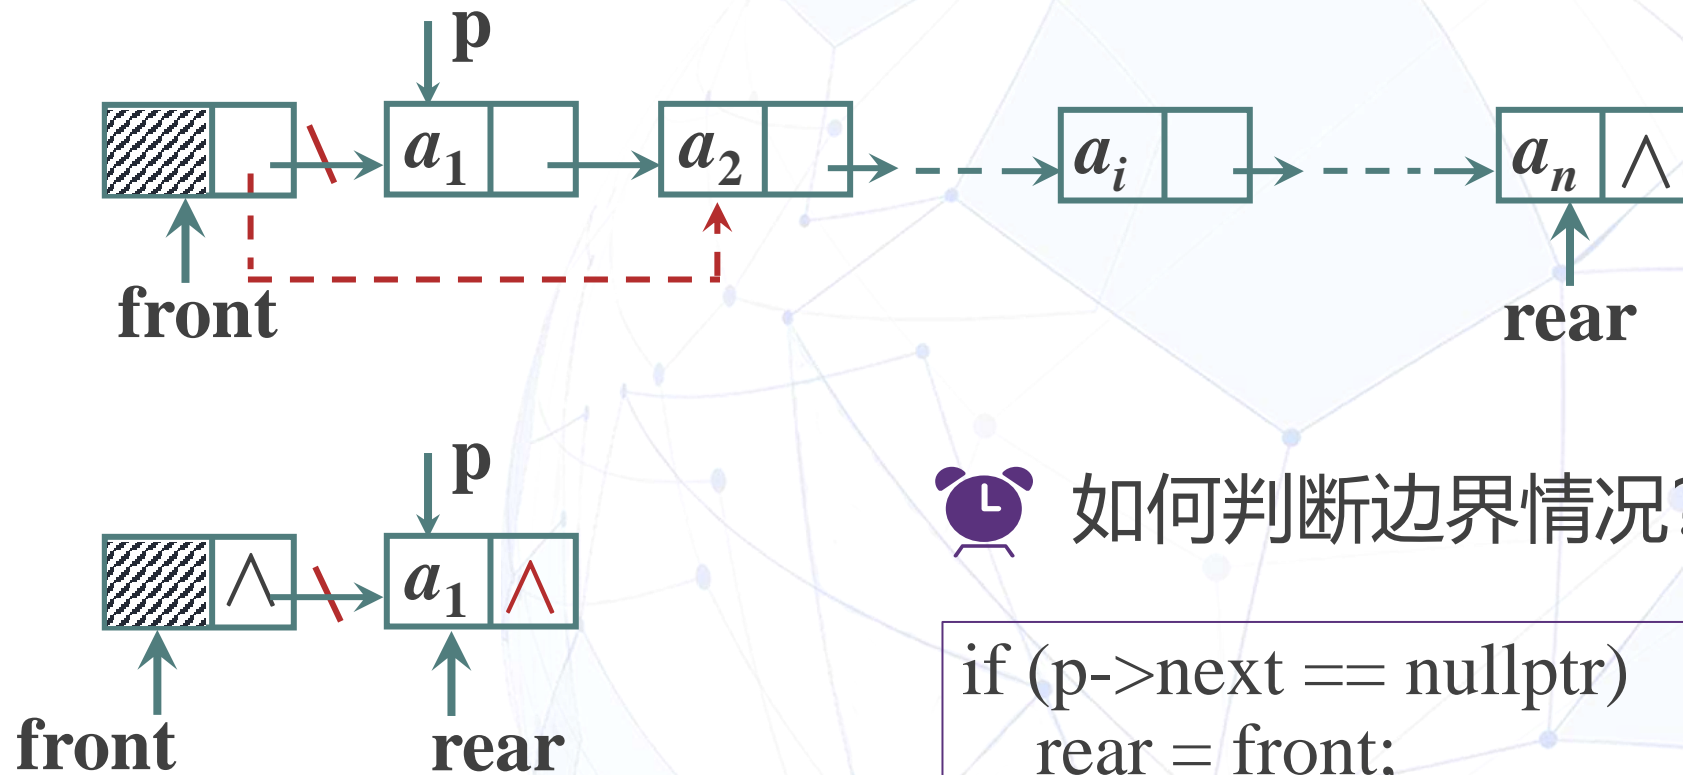 p
a1 a2 ai an ∧
front rear
p
∧ a1 ∧
front rear
如何判断边界情况?
if (p->next == nullptr)
rear = front;